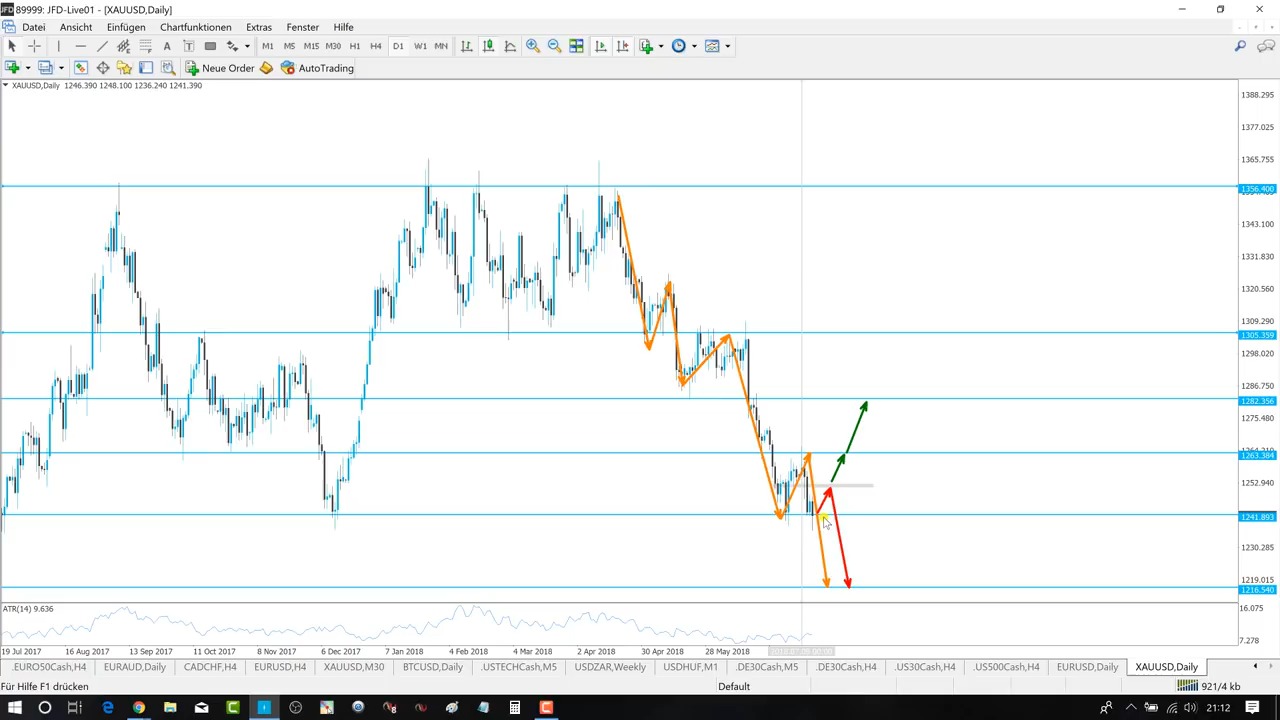 89999: JFD-Live01 - [XAUUSD,Daily]
Datei Ansicht Einfügen Chartfunktionen Extras Fenster Hilfe
M1 M5 M15 M30 H1 H4 D1 W1 MN
New Order AutoTrading
XAUUSD,Daily 1246.390 1248.100 1236.240 1241.390
1388.295
1377.025
1365.755
1356.400
1343.100
1331.830
1320.560
1309.290
1305.359
1298.020
1286.750
1282.356
1275.480
1263.384
1252.940
1241.893
1230.285
1219.015
1216.540
ATR(14) 9.636
16.075
7.278
19 Jul 2017 16 Aug 2017 13 Sep 2017 11 Oct 2017 8 Nov 2017 6 Dec 2017 7 Jan 2018 4 Feb 2018 4 Mar 2018 2 Apr 2018 30 Apr 2018 28 May 2018 2018.07.05 00:00
.EURO50Cash,H4 EURAUD,Daily CADCHF,H4 EURUSD,H4 XAUUSD,M30 BTCUSD,Daily .USTECHCash,M5 USDZAR,Weekly USDHUF,M1 .DE30Cash,M5 .DE30Cash,H4 .US30Cash,H4 .US500Cash,H4 EURUSD,Daily XAUUSD,Daily
Für Hilfe F1 drücken Default 921/4 kb
21:12